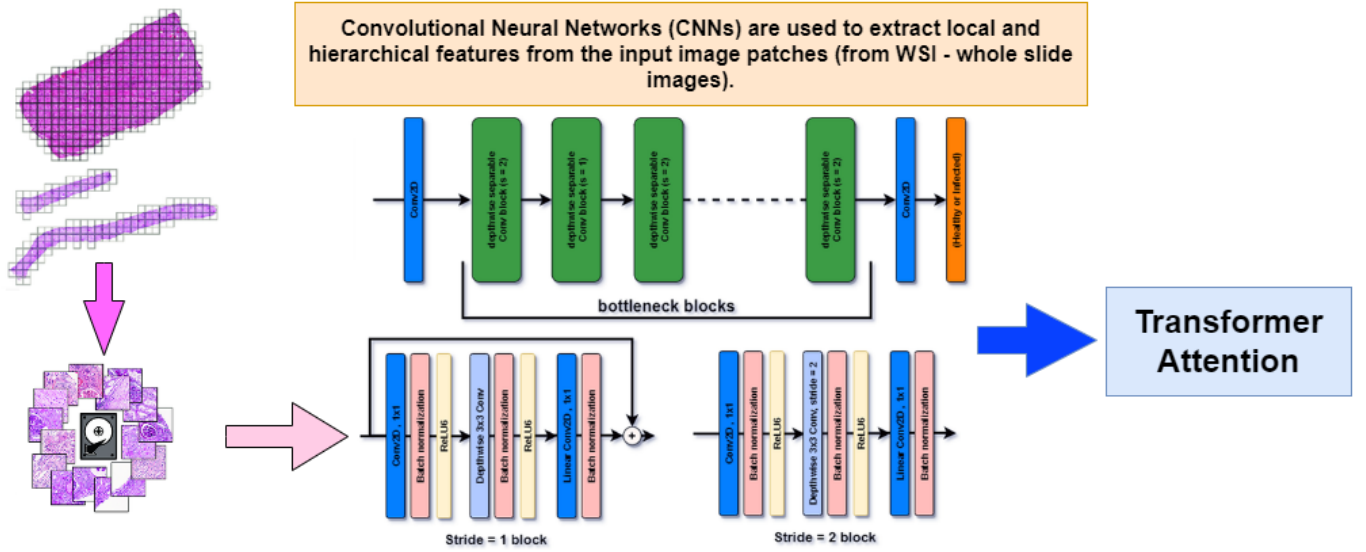 Convolutional Neural Networks (CNNs) are used to extract local and
hierarchical features from the input image patches (from WSI - whole slide
images).
Conv2D
depthwise separable
Conv block (s = 2)
depthwise separable
Conv block (s = 1)
depthwise separable
Conv block (s = 2)
depthwise separable
Conv block (s = 2)
Conv2D
(Healthy or Infected)
bottleneck blocks
Transformer
Attention
Conv2D , 1x1
Batch normalization
ReLU6
Depthwise 3x3 Conv
Batch normalization
ReLU6
Linear Conv2D , 1x1
Batch normalization
+
Stride = 1 block
Conv2D , 1x1
Batch normalization
ReLU6
Depthwise 3x3 Conv, stride = 2
Batch normalization
ReLU6
Linear Conv2D , 1x1
Batch normalization
Stride = 2 block